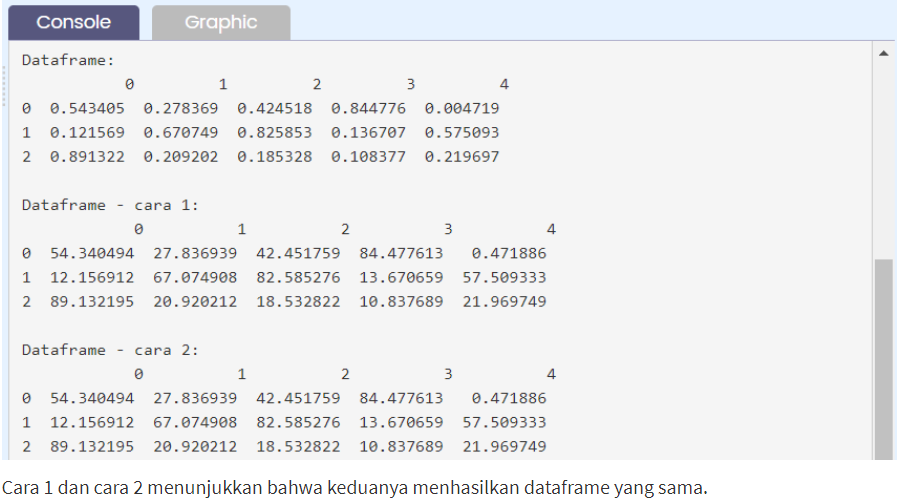 Console Graphic
Dataframe:
0 1 2 3 4
0 0.543405 0.278369 0.424518 0.844776 0.004719
1 0.121569 0.670749 0.825853 0.136707 0.575093
2 0.891322 0.209202 0.185328 0.108377 0.219697
Dataframe - cara 1:
0 1 2 3 4
0 54.340494 27.836939 42.451759 84.477613 0.471886
1 12.156912 67.074908 82.585276 13.670659 57.509333
2 89.132195 20.920212 18.532822 10.837689 21.969749
Dataframe - cara 2:
0 1 2 3 4
0 54.340494 27.836939 42.451759 84.477613 0.471886
1 12.156912 67.074908 82.585276 13.670659 57.509333
2 89.132195 20.920212 18.532822 10.837689 21.969749
Cara 1 dan cara 2 menunjukkan bahwa keduanya menhasilkan dataframe yang sama.